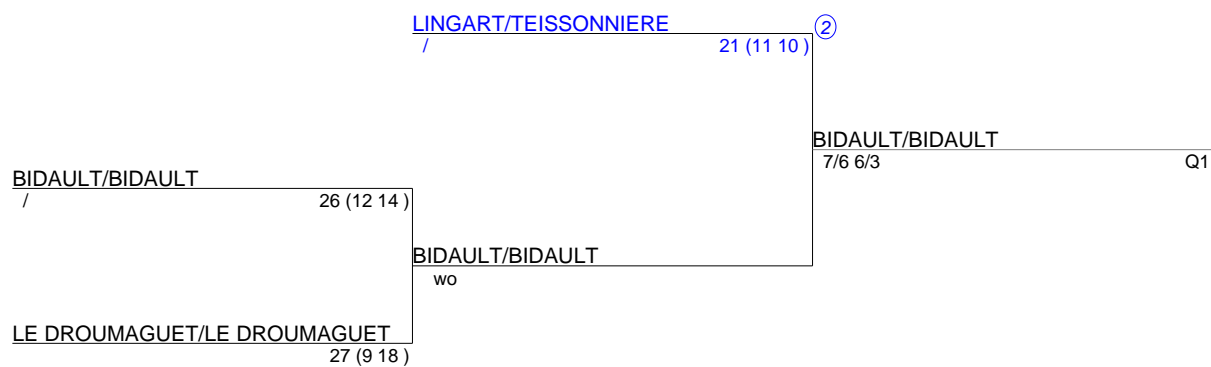 LINGART/TEISSONNIERE 2
/ 21 (11 10 )
BIDAULT/BIDAULT
7/6 6/3 Q1
BIDAULT/BIDAULT
/ 26 (12 14 )
BIDAULT/BIDAULT
wo
LE DROUMAGUET/LE DROUMAGUET
27 (9 18 )